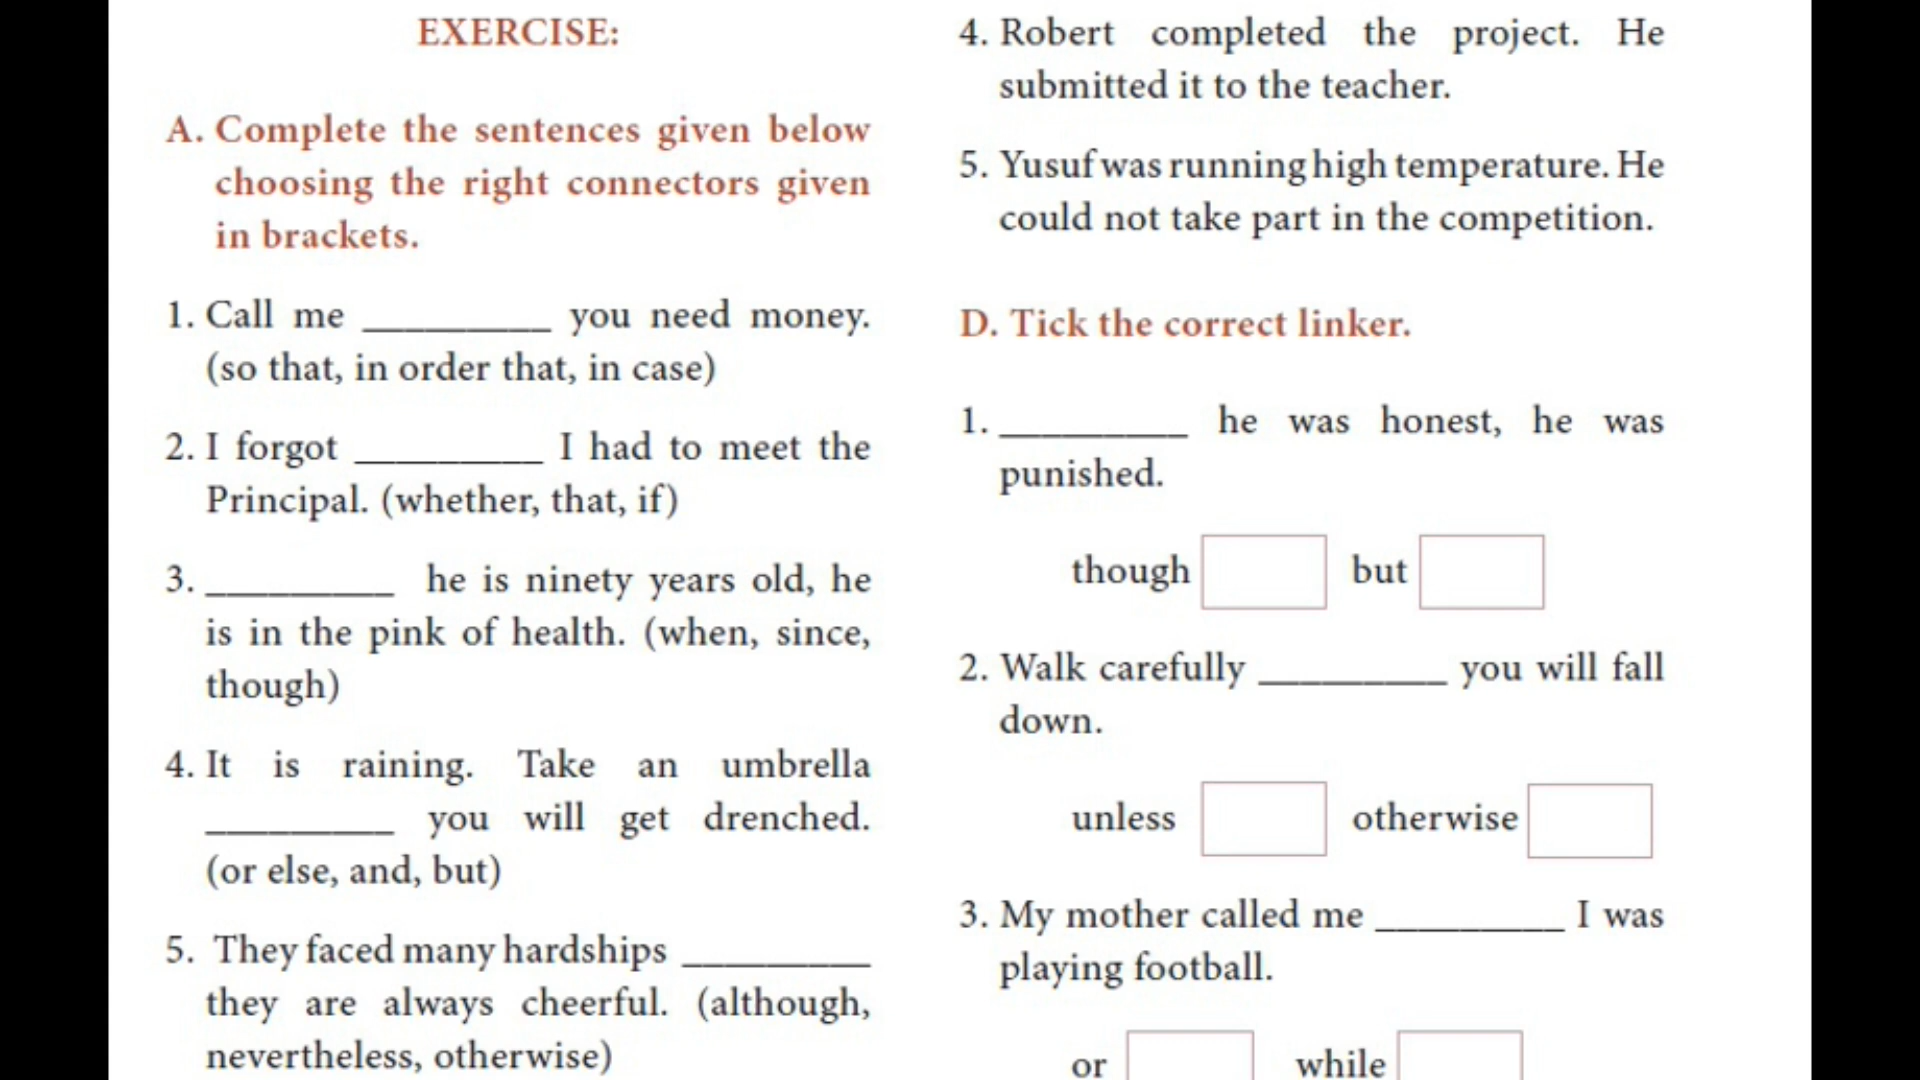 EXERCISE:
A. Complete the sentences given below
choosing the right connectors given
in brackets.
1. Call me _________ you need money.
(so that, in order that, in case)
2. I forgot _________ I had to meet the
Principal. (whether, that, if)
3. _________ he is ninety years old, he
is in the pink of health. (when, since,
though)
4. It is raining. Take an umbrella
_________ you will get drenched.
(or else, and, but)
5. They faced many hardships _________
they are always cheerful. (although,
nevertheless, otherwise)
4. Robert completed the project. He
submitted it to the teacher.
5. Yusuf was running high temperature. He
could not take part in the competition.
D. Tick the correct linker.
1. _________ he was honest, he was
punished.
though but
2. Walk carefully _________ you will fall
down.
unless otherwise
3. My mother called me _________ I was
playing football.
or while